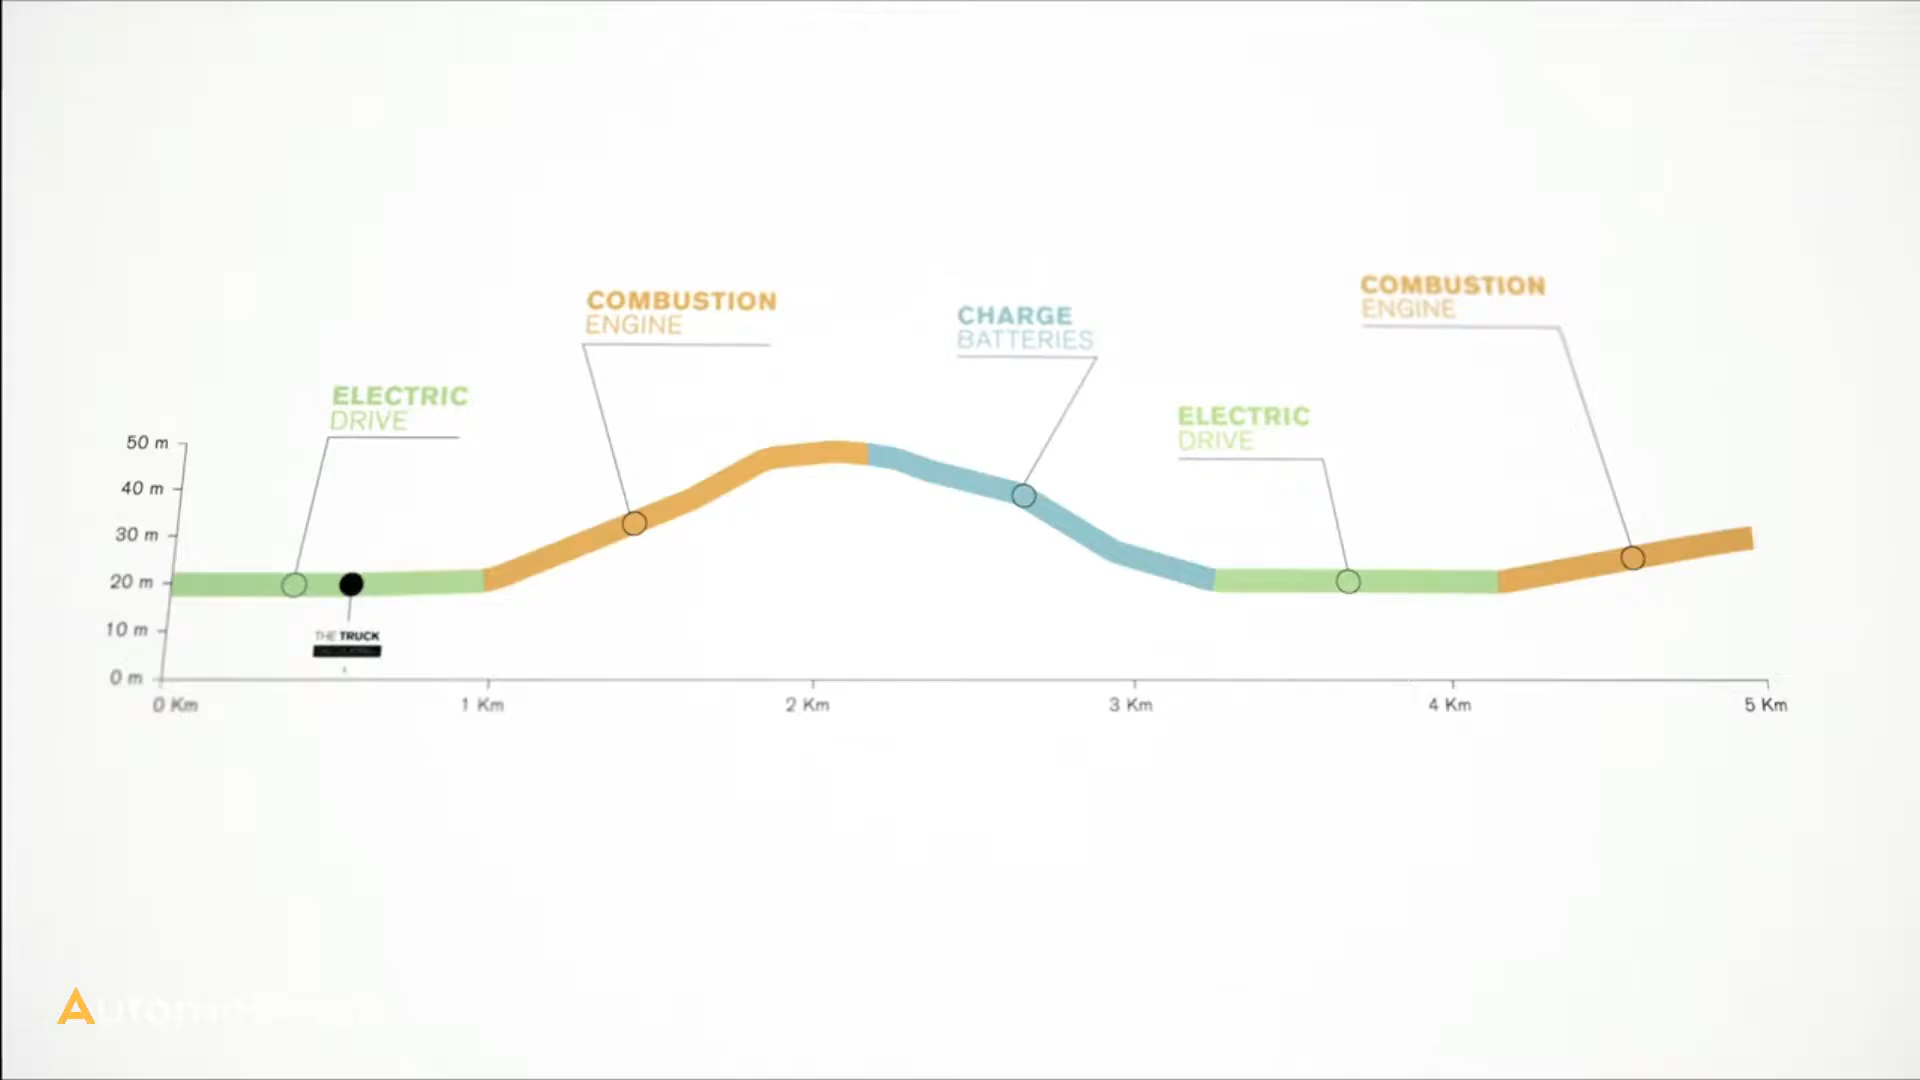 COMBUSTION
ENGINE
CHARGE
BATTERIES
COMBUSTION
ENGINE
ELECTRIC
DRIVE
ELECTRIC
DRIVE
50 m
40 m
30 m
20 m
10 m
0 m
THE TRUCK
0 Km
1 Km
2 Km
3 Km
4 Km
5 Km